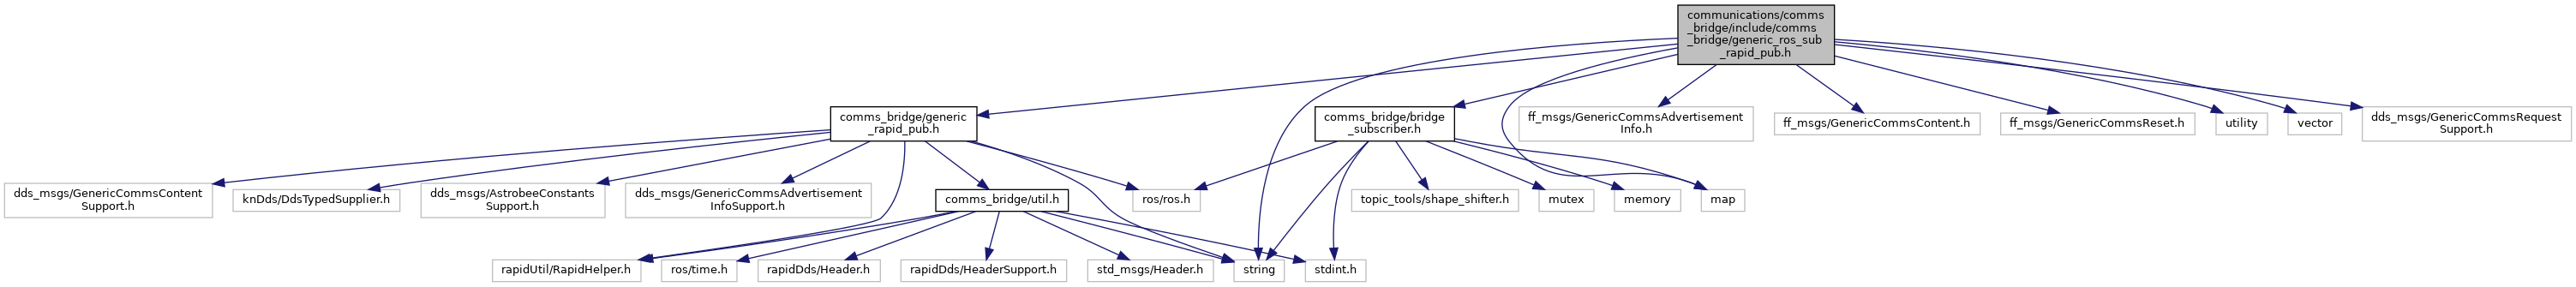 communications/comms
_bridge/include/comms
_bridge/generic_ros_sub
_rapid_pub.h
comms_bridge/generic
_rapid_pub.h
comms_bridge/bridge
_subscriber.h
ff_msgs/GenericCommsAdvertisement
Info.h
ff_msgs/GenericCommsContent.h
ff_msgs/GenericCommsReset.h
utility
vector
dds_msgs/GenericCommsRequest
Support.h
dds_msgs/GenericCommsContent
Support.h
knDds/DdsTypedSupplier.h
dds_msgs/AstrobeeConstants
Support.h
dds_msgs/GenericCommsAdvertisement
InfoSupport.h
comms_bridge/util.h
ros/ros.h
topic_tools/shape_shifter.h
mutex
memory
map
rapidUtil/RapidHelper.h
ros/time.h
rapidDds/Header.h
rapidDds/HeaderSupport.h
std_msgs/Header.h
string
stdint.h